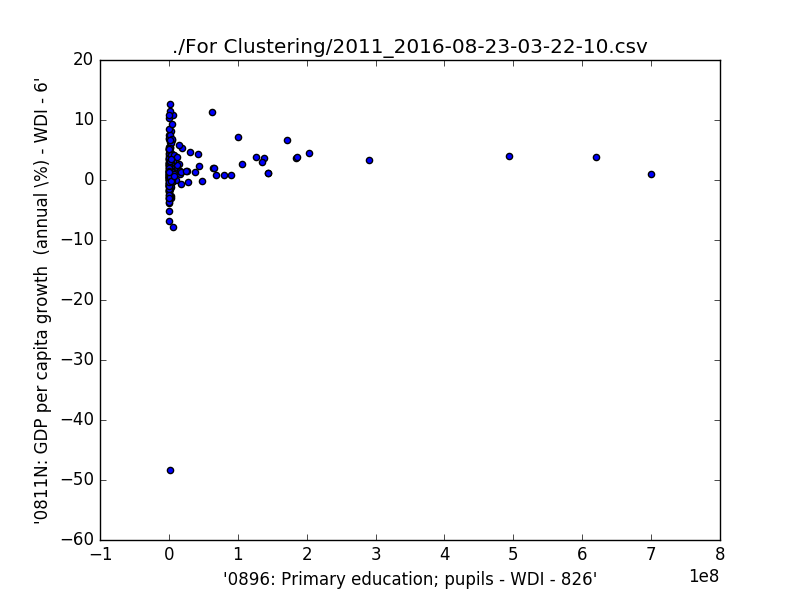 ./For Clustering/2011_2016-08-23-03-22-10.csv
20
10
0
−10
−20
−30
−40
−50
−60
'0811N: GDP per capita growth  (annual \%) - WDI - 6'
−1 0 1 2 3 4 5 6 7 8
1e8
'0896: Primary education; pupils - WDI - 826'